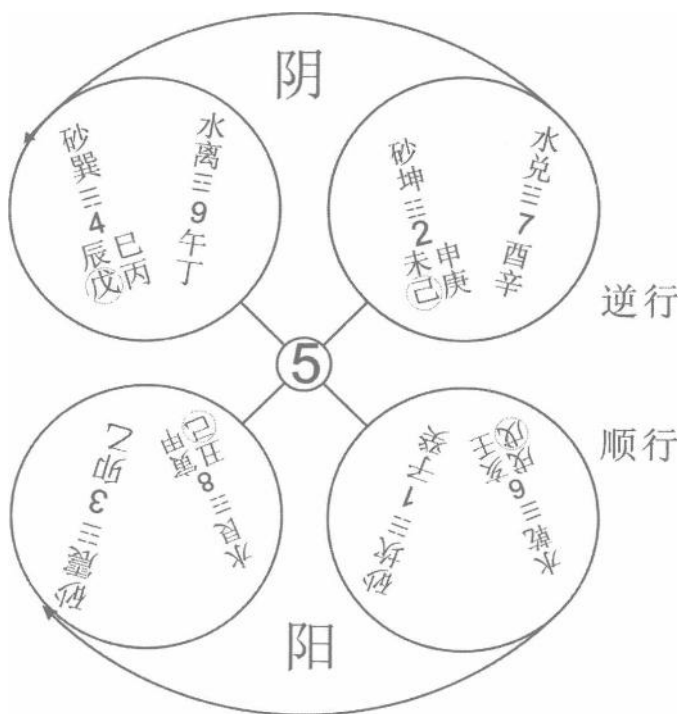 阴
砂巽4辰戊
巳丙
水离9午丁
砂坤2未己
申庚
水兑7酉辛
逆行
5
顺行
砂震3卯乙
水艮8丑己
寅甲
砂坎1子癸
水乾6戌戊
亥壬
阳